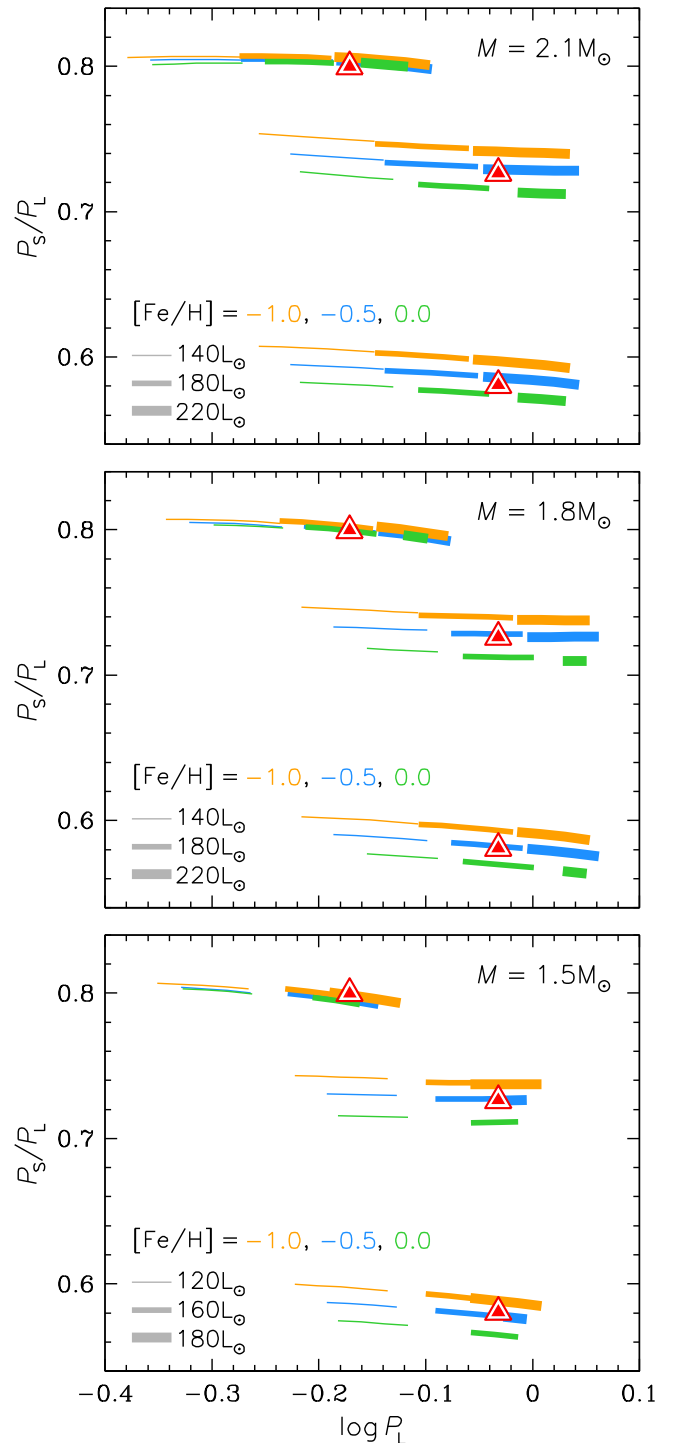 M = 2.1M⊙
0.8
0.7
0.6
P_S/P_L
[Fe/H] = −1.0, −0.5, 0.0
140L⊙
180L⊙
220L⊙
M = 1.8M⊙
0.8
0.7
0.6
P_S/P_L
[Fe/H] = −1.0, −0.5, 0.0
140L⊙
180L⊙
220L⊙
M = 1.5M⊙
0.8
0.7
0.6
P_S/P_L
[Fe/H] = −1.0, −0.5, 0.0
120L⊙
160L⊙
180L⊙
−0.4 −0.3 −0.2 −0.1 0 0.1
log P_L